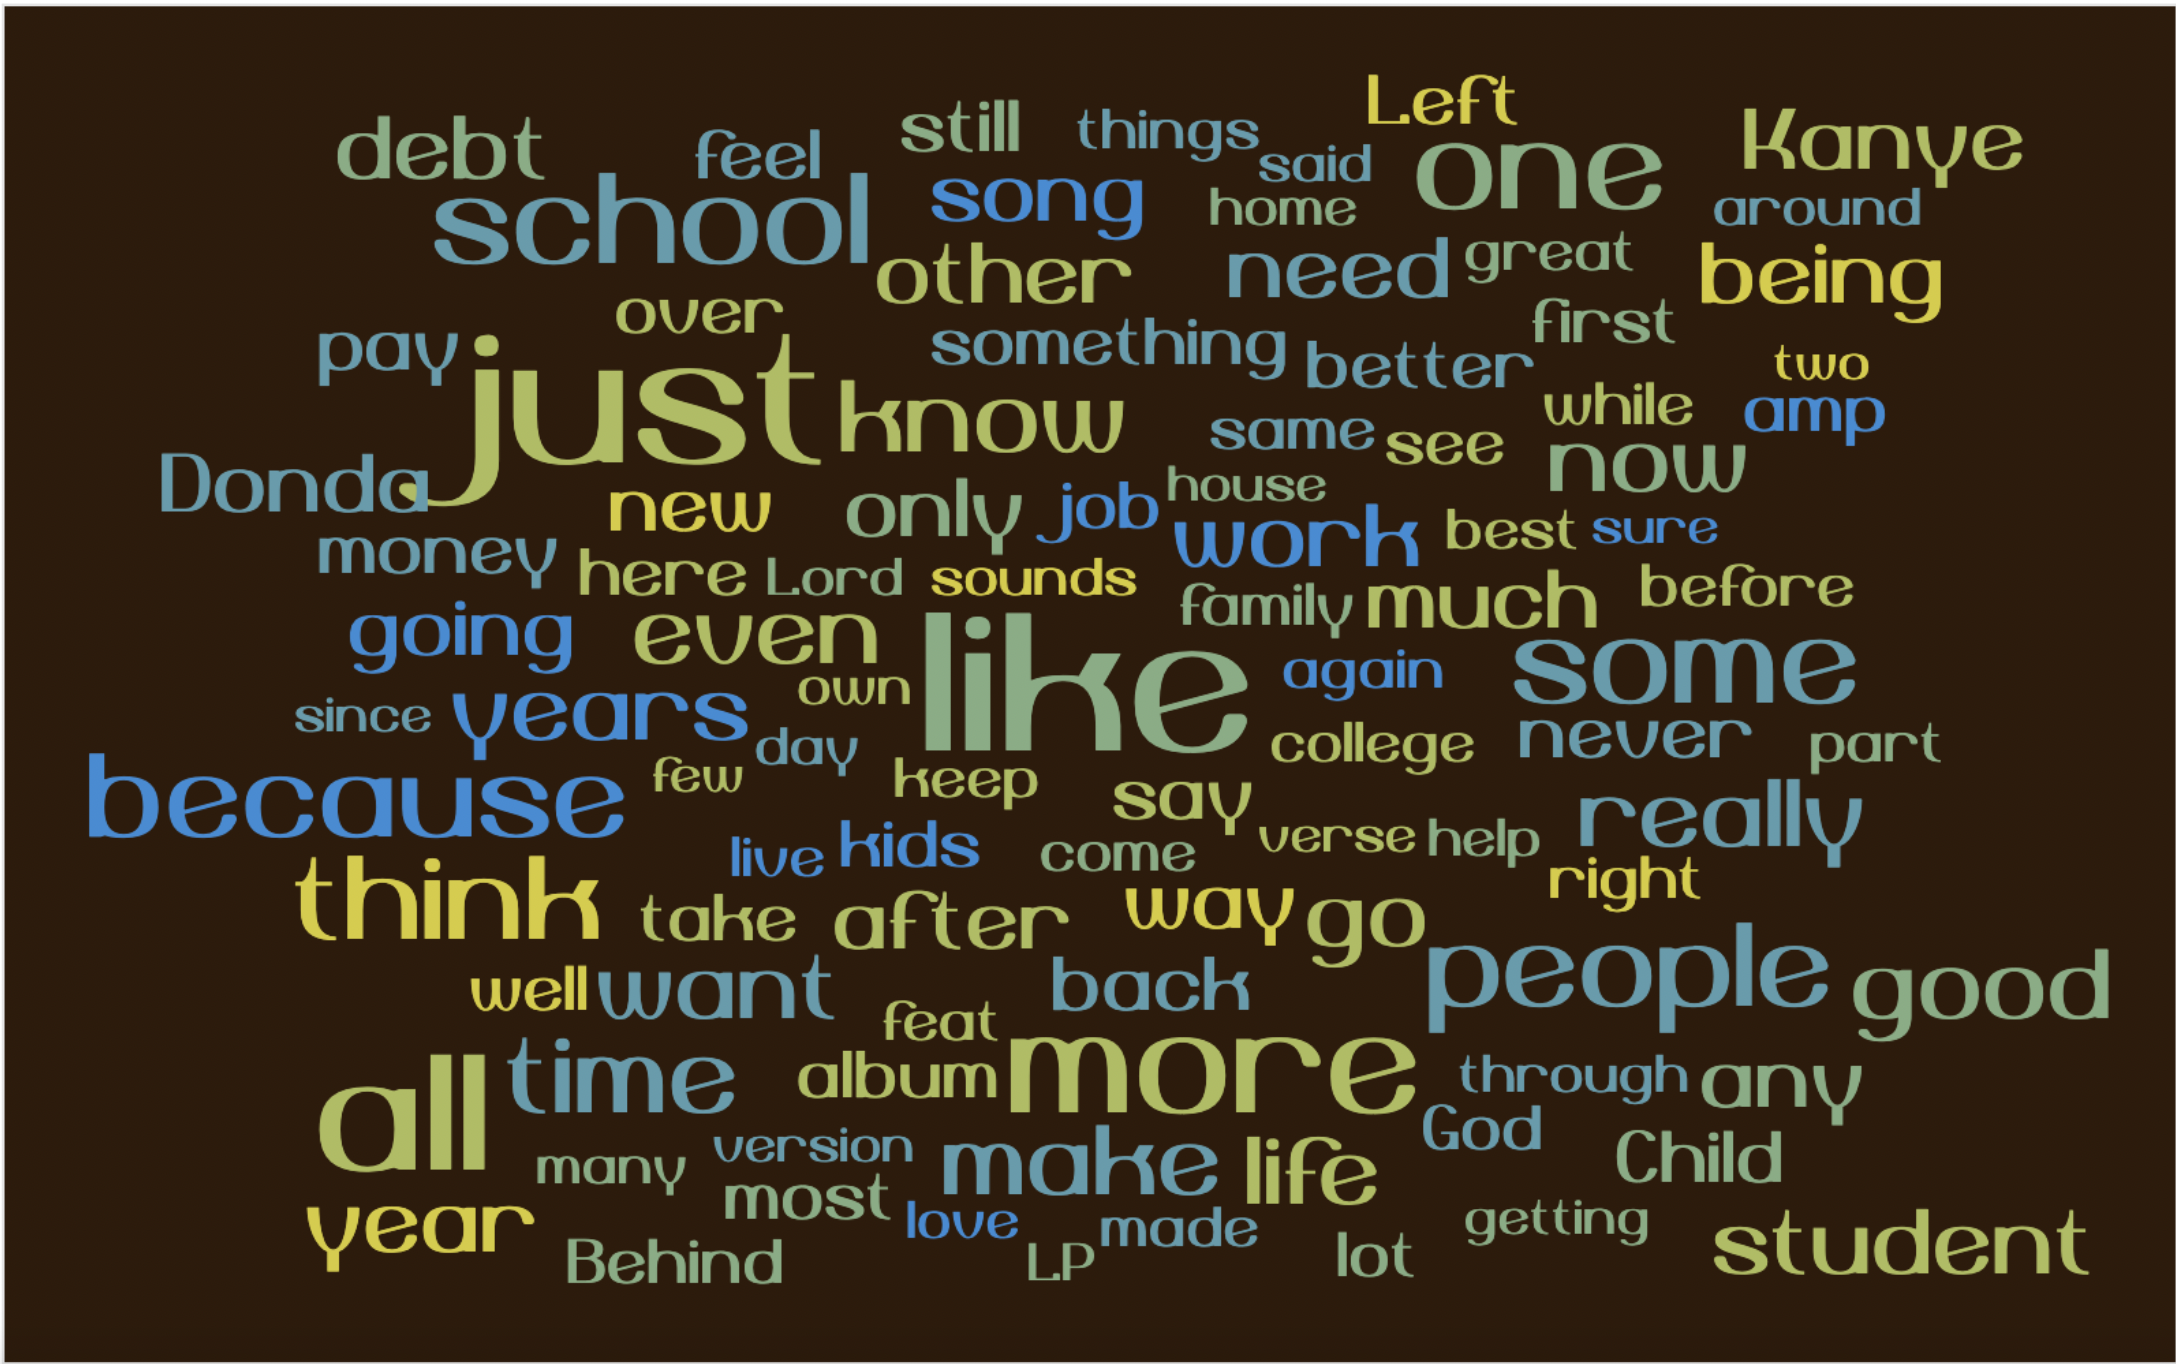 Left
debt feel still things said one Kanye
school song home around
other need great being
over first
pay just something better two
know same see while amp
Donda new only job house now
money here Lord sounds work best sure
going even like family much before
since years own again some
day college never part
because few keep say really
live kids come verse help right
think take after way go
well want feat back people good
all time album more through any
many version make life God Child
year most love made getting student
Behind LP lot